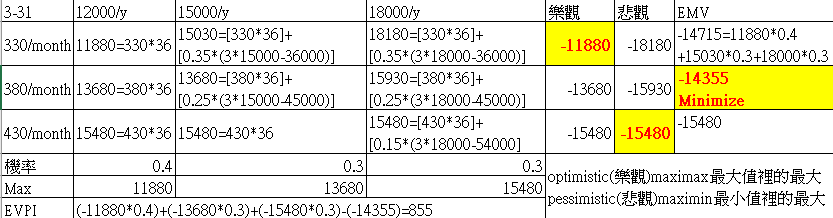 3-31 12000/y 15000/y 18000/y 樂觀 悲觀 EMV
330/month 11880=330*36 15030=[330*36]+ 18180=[330*36]+ -11880 -18180 -14715=11880*0.4
[0.35*(3*15000-36000)] [0.35*(3*18000-36000)] +15030*0.3+18000*0.3
380/month 13680=380*36 13680=[380*36]+ 15930=[380*36]+ -13680 -15930 -14355
[0.25*(3*15000-45000)] [0.25*(3*18000-45000)] Minimize
430/month 15480=430*36 15480=430*36 15480=[430*36]+ -15480 -15480 -15480
[0.15*(3*18000-54000]
機率 0.4 0.3 0.3
Max 11880 13680 15480
EVPI (-11880*0.4)+(-13680*0.3)+(-15480*0.3)-(-14355)=855
optimistic(樂觀)maximax最大值裡的最大
pessimistic(悲觀)maximin最小值裡的最大